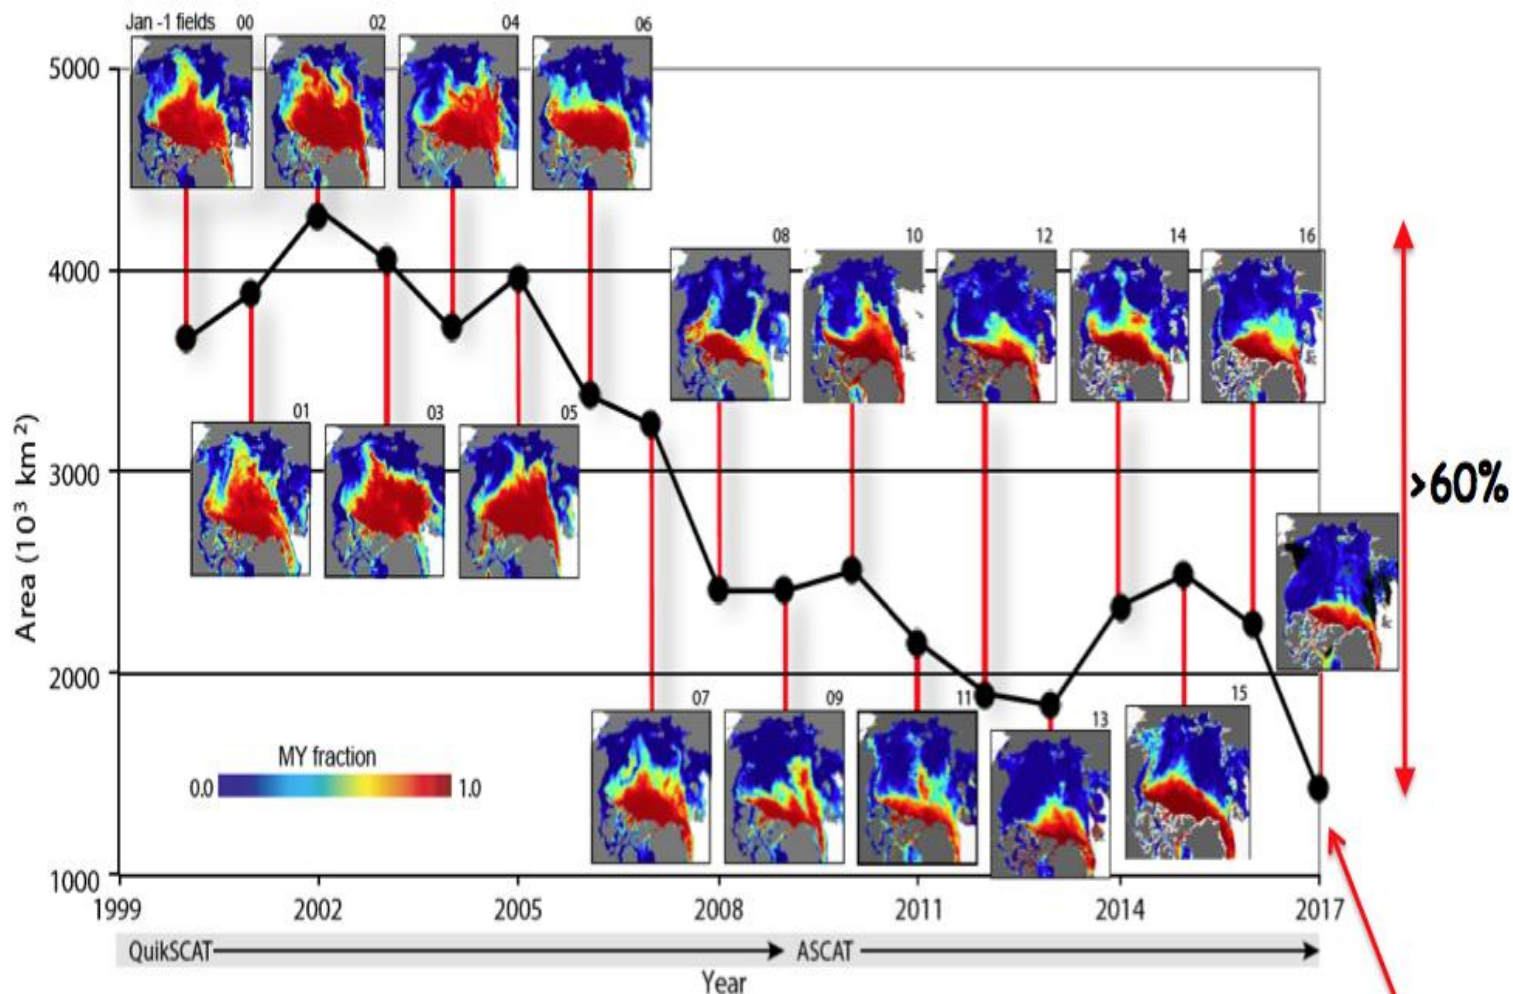 Jan -1 fields 00 02 04 06
5000
4000
3000
2000
1000
Area (10³ km²)
08 10 12 14 16
01 03 05
>60%
07 09 11 13 15
MY fraction
0.0 1.0
1999 2002 2005 2008 2011 2014 2017
QuikSCAT ASCAT
Year